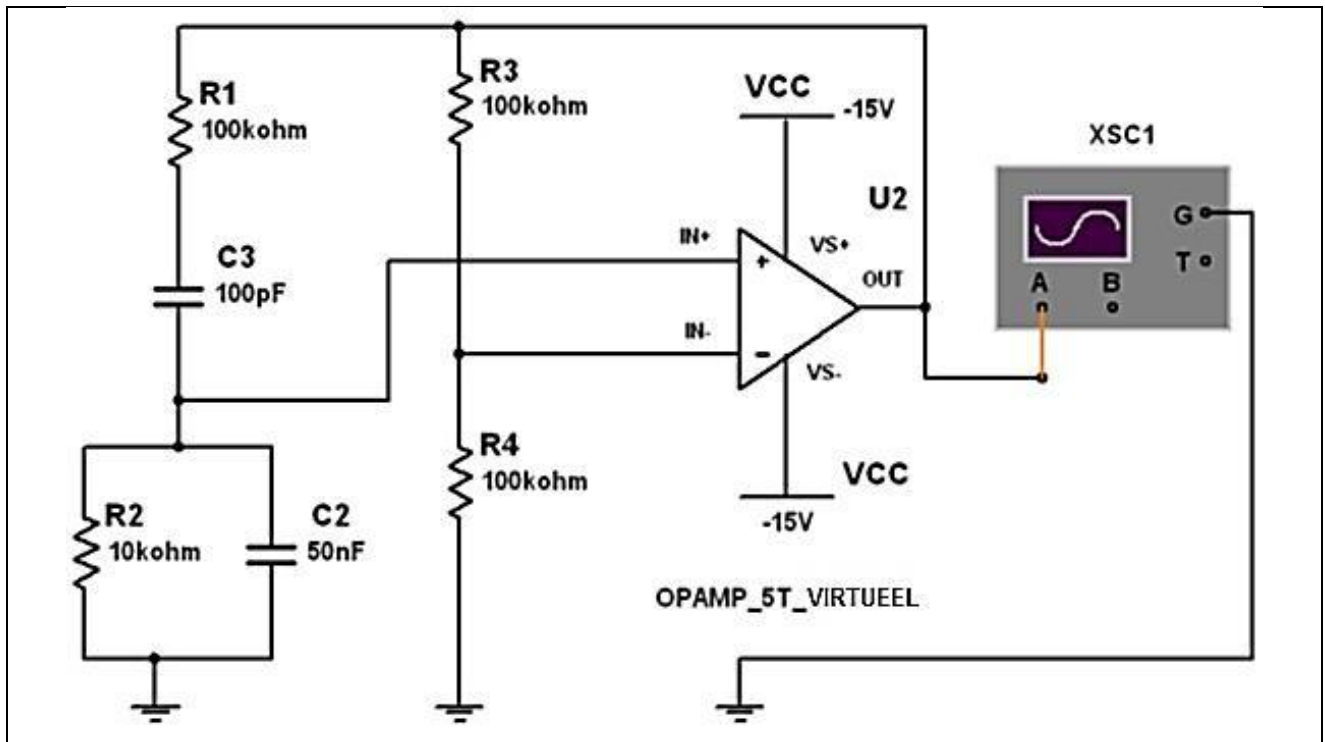 R1
100kohm
R3
100kohm
VCC
-15V
XSC1
U2
G
T
A
B
C3
100pF
IN+
VS+
+
OUT
IN-
-
VS-
R4
100kohm
VCC
-15V
R2
10kohm
C2
50nF
OPAMP_5T_VIRTUEEL